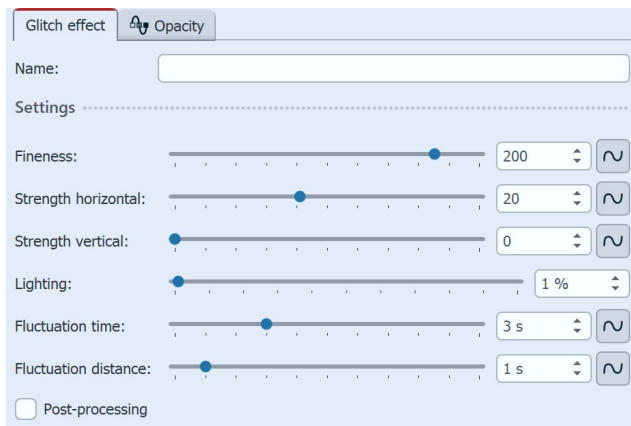 Glitch effect Opacity
Name:
Settings
Fineness: 200
Strength horizontal: 20
Strength vertical: 0
Lighting: 1 %
Fluctuation time: 3 s
Fluctuation distance: 1 s
Post-processing